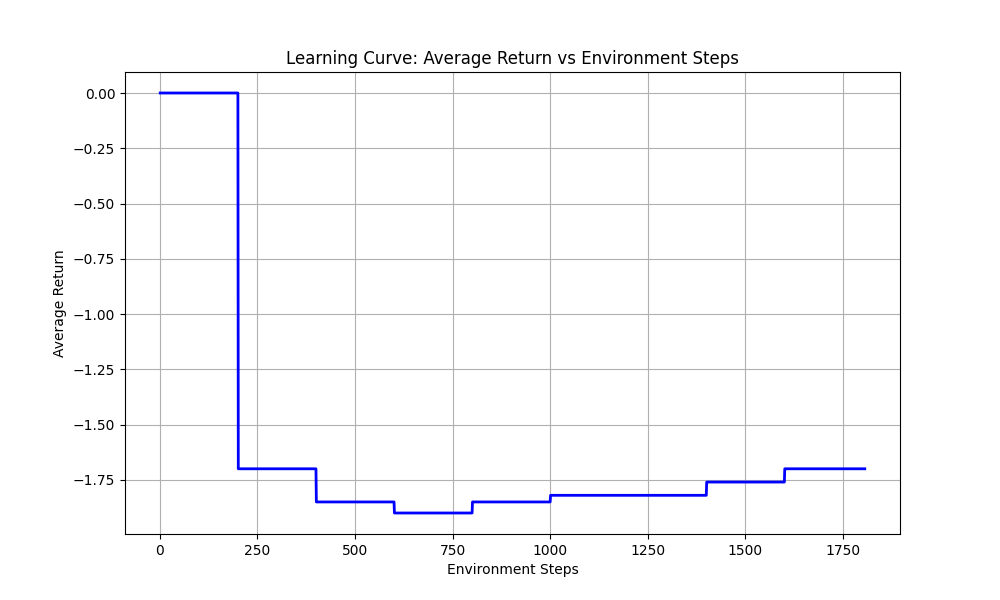 Learning Curve: Average Return vs Environment Steps
Average Return
0.00
−0.25
−0.50
−0.75
−1.00
−1.25
−1.50
−1.75
0 250 500 750 1000 1250 1500 1750
Environment Steps